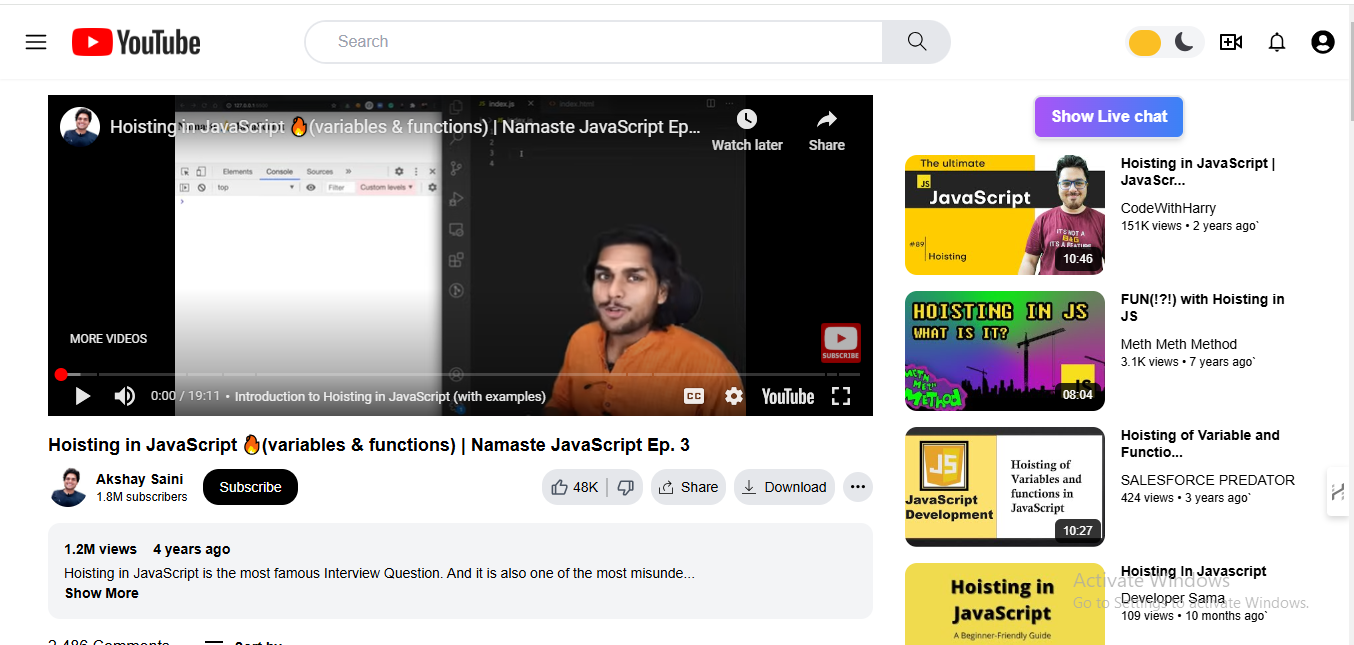 YouTube
Search
Hoisting in JavaScript 🔥(variables & functions) | Namaste JavaScript Ep...
Watch later
Share
index.js
index.html
Elements
Console
Sources
top
Filter
Custom levels
1
2
3
4
MORE VIDEOS
SUBSCRIBE
0:00 / 19:11 • Introduction to Hoisting in JavaScript (with examples)
CC
YouTube
Hoisting in JavaScript 🔥(variables & functions) | Namaste JavaScript Ep. 3
Akshay Saini
1.8M subscribers
Subscribe
48K
Share
Download
1.2M views 4 years ago
Hoisting in JavaScript is the most famous Interview Question. And it is also one of the most misunde...
Show More
2,486 Comments
Sort by
Show Live chat
The ultimate
JS
JavaScript
#89
Hoisting
IT'S NOT A
BUG
IT'S A FEATURE
10:46
Hoisting in JavaScript |
JavaScr...
CodeWithHarry
151K views • 2 years ago`
HOISTING IN JS
WHAT IS IT?
METH
METH
METHOD
JS
08:04
FUN(!?!) with Hoisting in
JS
Meth Meth Method
3.1K views • 7 years ago`
JS
JavaScript
Development
Hoisting of
Variables and
functions in
JavaScript
10:27
Hoisting of Variable and
Functio...
SALESFORCE PREDATOR
424 views • 3 years ago`
Hoisting in
JavaScript
A Beginner-Friendly Guide
Hoisting In Javascript
Developer Sama
109 views • 10 months ago`
Activate Windows
Go to Settings to activate Windows.